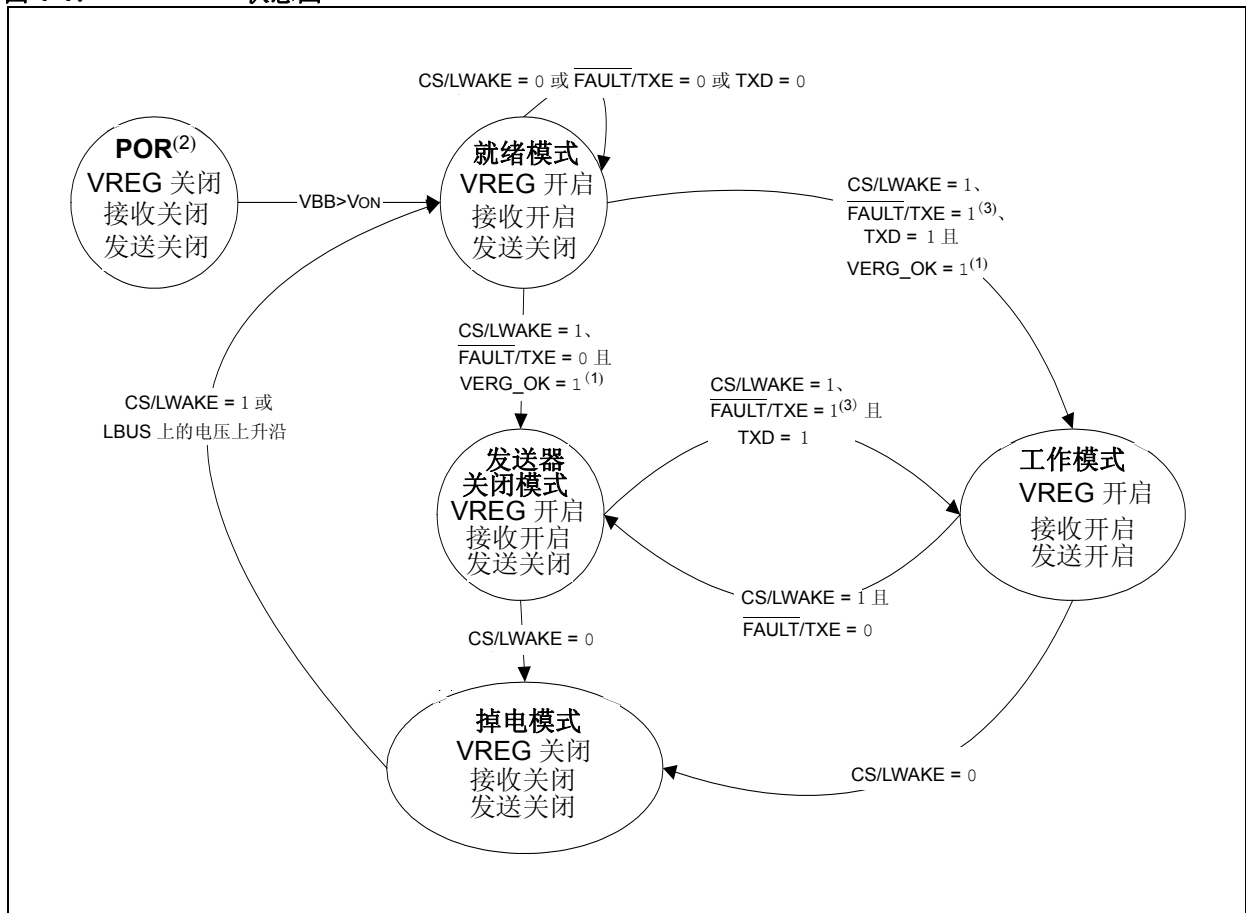 CS/LWAKE = 0 或 FAULT/TXE = 0 或 TXD = 0
POR(2)
VREG 关闭
接收关闭
发送关闭
VBB>VON
就绪模式
VREG 开启
接收开启
发送关闭
CS/LWAKE = 1、
FAULT/TXE = 1(3)、
TXD = 1 且
VERG_OK = 1(1)
CS/LWAKE = 1、
FAULT/TXE = 0 且
VERG_OK = 1(1)
CS/LWAKE = 1 或
LBUS 上的电压上升沿
CS/LWAKE = 1、
FAULT/TXE = 1(3) 且
TXD = 1
发送器
关闭模式
VREG 开启
接收开启
发送关闭
工作模式
VREG 开启
接收开启
发送开启
CS/LWAKE = 1 且
FAULT/TXE = 0
CS/LWAKE = 0
掉电模式
VREG 关闭
接收关闭
发送关闭
CS/LWAKE = 0